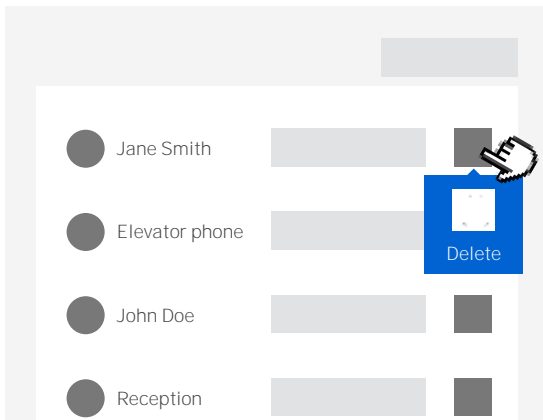 Jane Smith
Elevator phone
Delete
John Doe
Reception